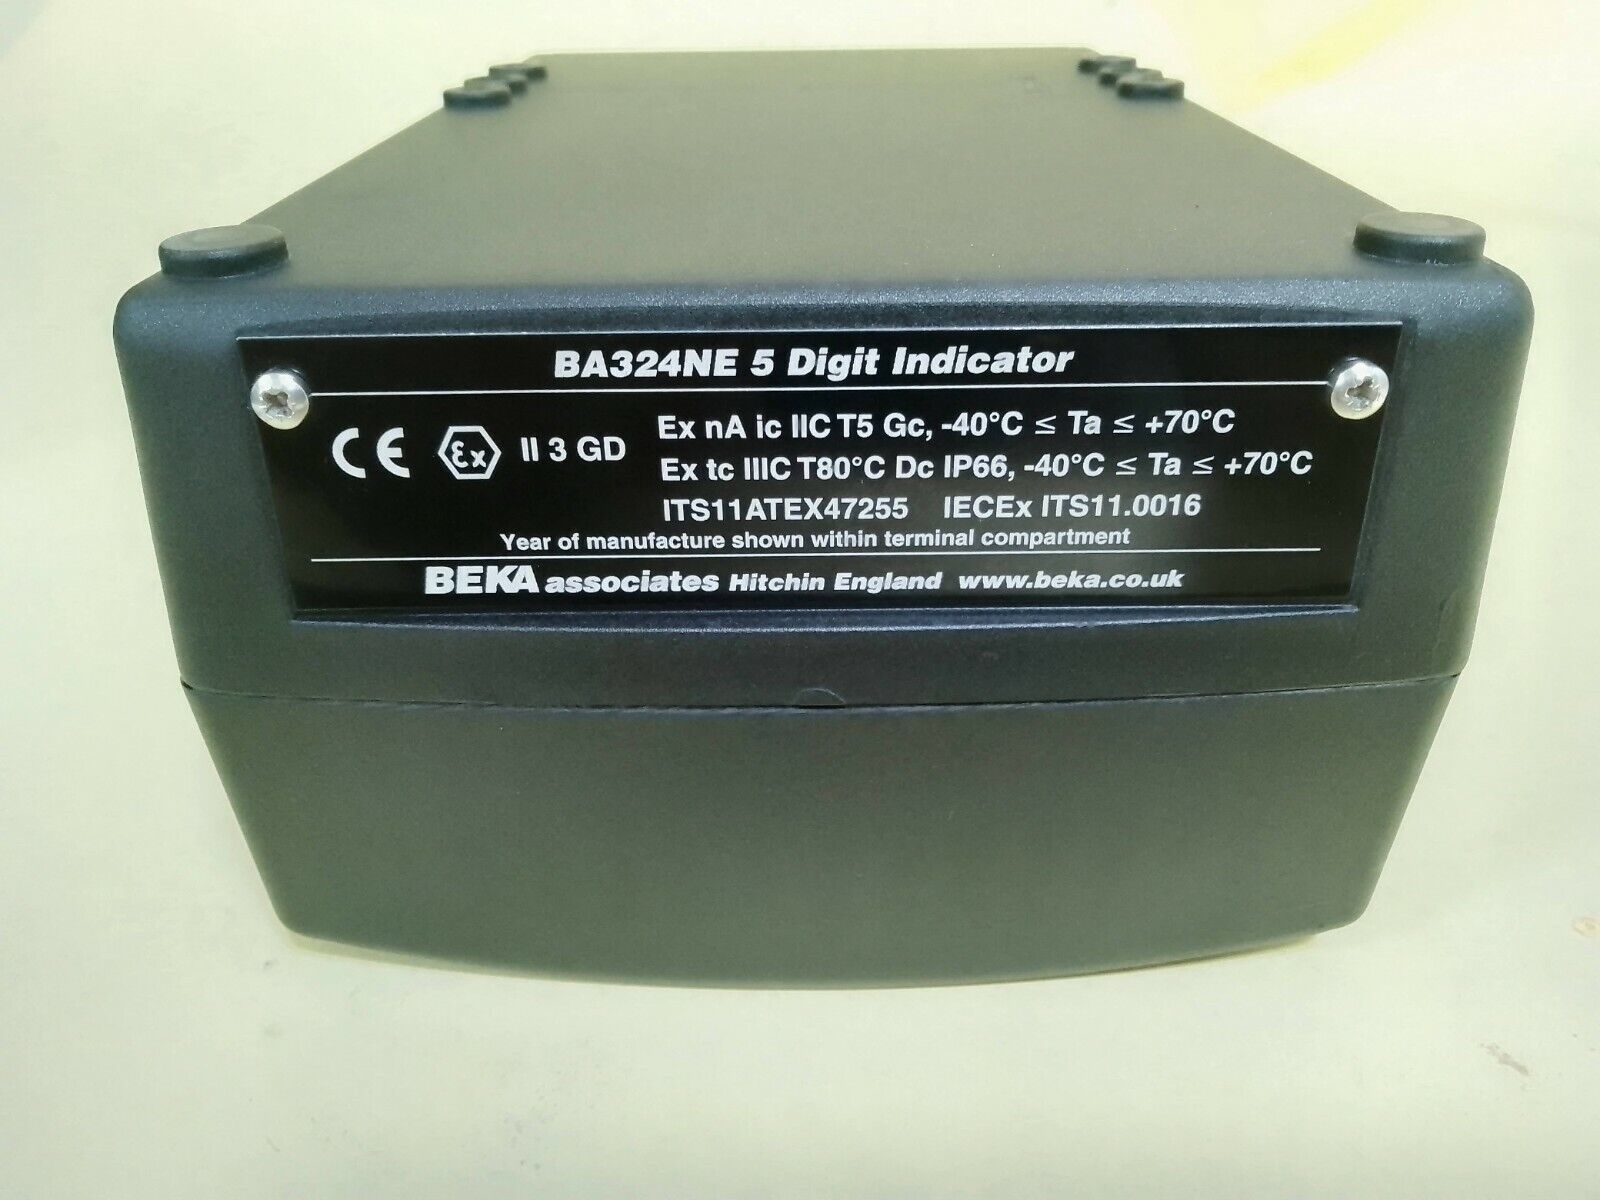 BA324NE 5 Digit Indicator
CE Ex II 3 GD
Ex nA ic IIC T5 Gc, -40°C ≤ Ta ≤ +70°C
Ex tc IIIC T80°C Dc IP66, -40°C ≤ Ta ≤ +70°C
ITS11ATEX47255 IECEx ITS11.0016
Year of manufacture shown within terminal compartment
BEKA associates Hitchin England www.beka.co.uk